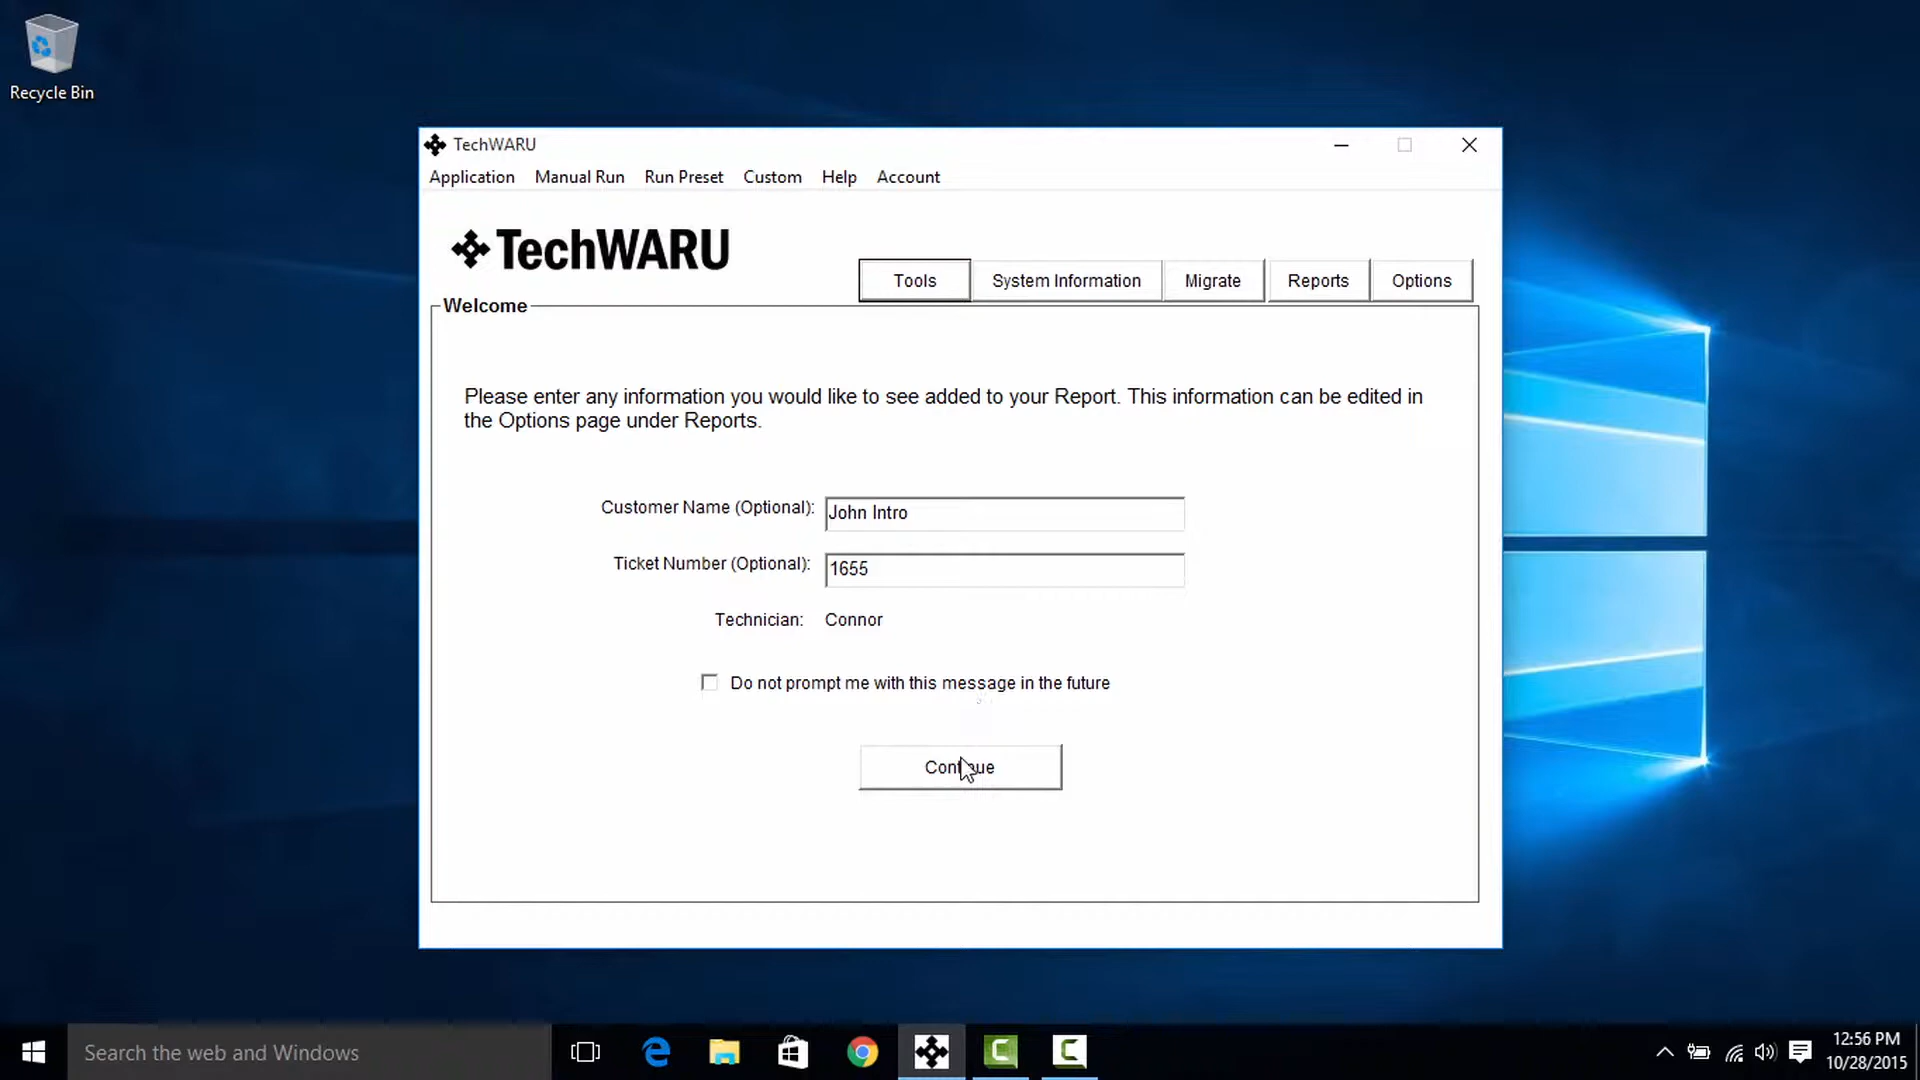 Recycle Bin
TechWARU
Application Manual Run Run Preset Custom Help Account
TechWARU
Tools System Information Migrate Reports Options
Welcome
Please enter any information you would like to see added to your Report. This information can be edited in
the Options page under Reports.
Customer Name (Optional): John Intro
Ticket Number (Optional): 1655
Technician: Connor
Do not prompt me with this message in the future
Continue
Search the web and Windows
12:56 PM
10/28/2015